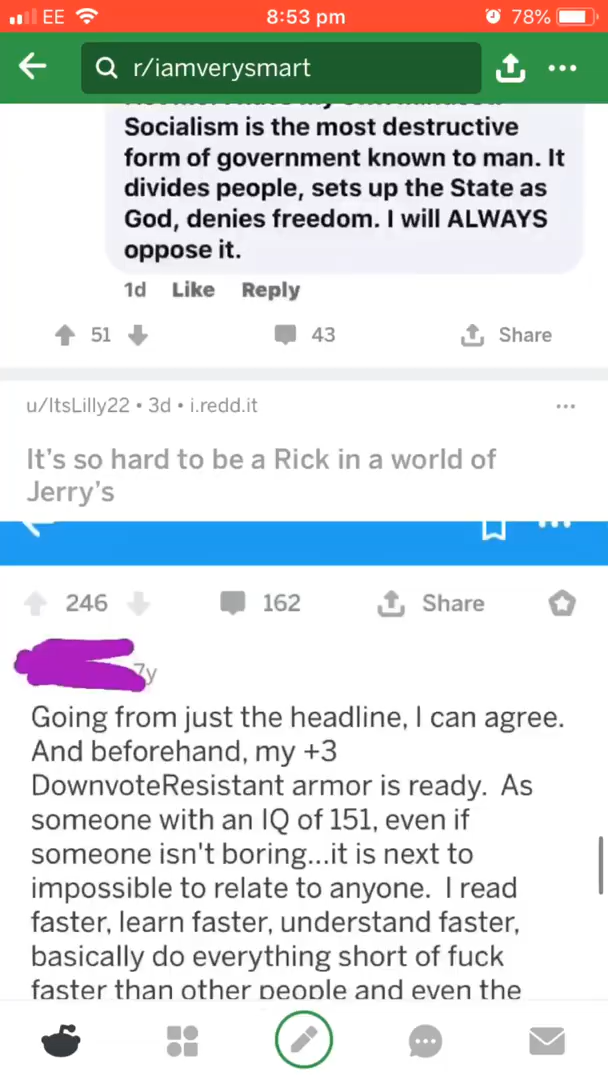 EE 8:53 pm 78%
r/iamverysmart
Socialism is the most destructive
form of government known to man. It
divides people, sets up the State as
God, denies freedom. I will ALWAYS
oppose it.
1d Like Reply
51 43 Share
u/ItsLilly22 • 3d • i.redd.it
It's so hard to be a Rick in a world of
Jerry's
246 162 Share
7y
Going from just the headline, I can agree.
And beforehand, my +3
DownvoteResistant armor is ready. As
someone with an IQ of 151, even if
someone isn't boring...it is next to
impossible to relate to anyone. I read
faster, learn faster, understand faster,
basically do everything short of fuck
faster than other people and even the